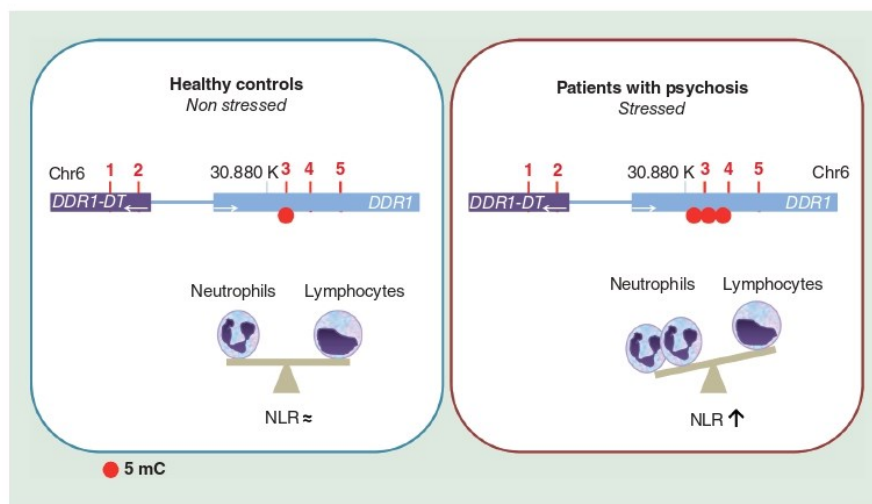 Healthy controls
Non stressed
Chr6 1 2 30.880 K 3 4 5
DDR1-DT DDR1
Neutrophils Lymphocytes
NLR ≈
Patients with psychosis
Stressed
1 2 30.880 K 3 4 5 Chr6
DDR1-DT DDR1
Neutrophils Lymphocytes
NLR ↑
5 mC